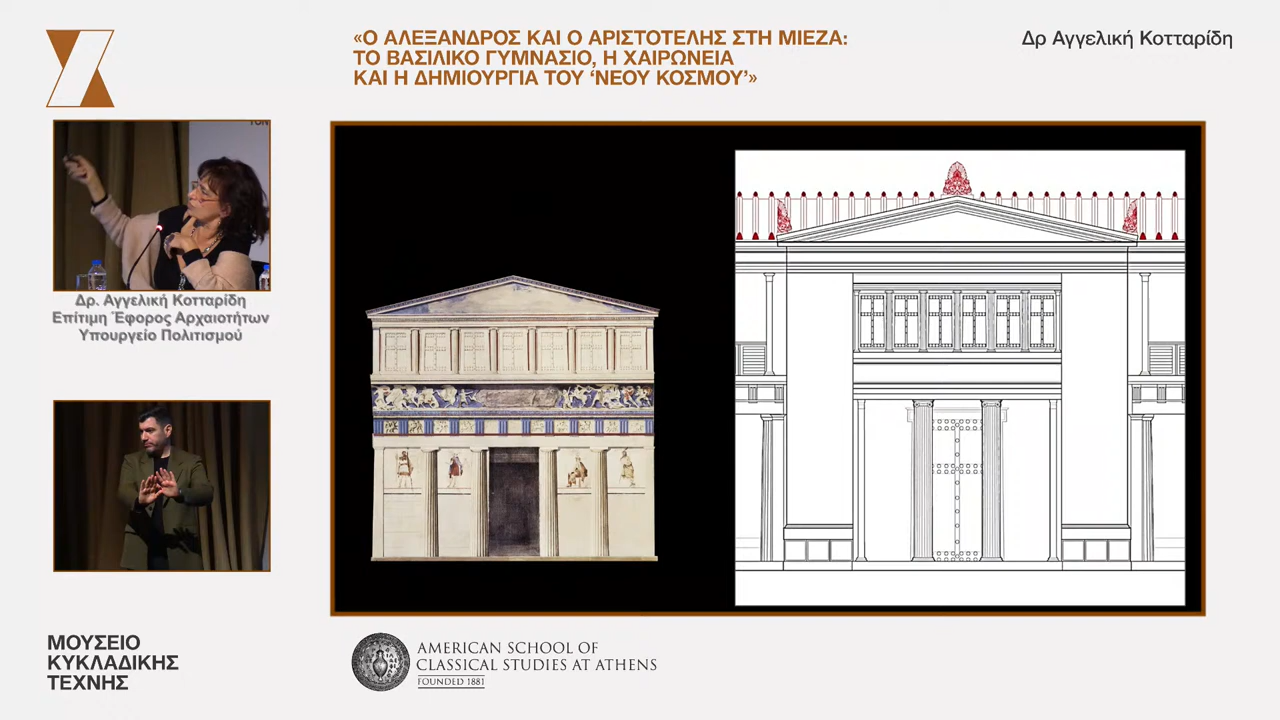 «Ο ΑΛΕΞΑΝΔΡΟΣ ΚΑΙ Ο ΑΡΙΣΤΟΤΕΛΗΣ ΣΤΗ ΜΙΕΖΑ:
ΤΟ ΒΑΣΙΛΙΚΟ ΓΥΜΝΑΣΙΟ, Η ΧΑΙΡΩΝΕΙΑ
ΚΑΙ Η ΔΗΜΙΟΥΡΓΙΑ ΤΟΥ ‘ΝΕΟΥ ΚΟΣΜΟΥ’»
Δρ Αγγελική Κοτταρίδη
Δρ. Αγγελική Κοτταρίδη
Επίτιμη Έφορος Αρχαιοτήτων
Υπουργείο Πολιτισμού
ΜΟΥΣΕΙΟ
ΚΥΚΛΑΔΙΚΗΣ
ΤΕΧΝΗΣ
AMERICAN SCHOOL OF
CLASSICAL STUDIES AT ATHENS
FOUNDED 1881